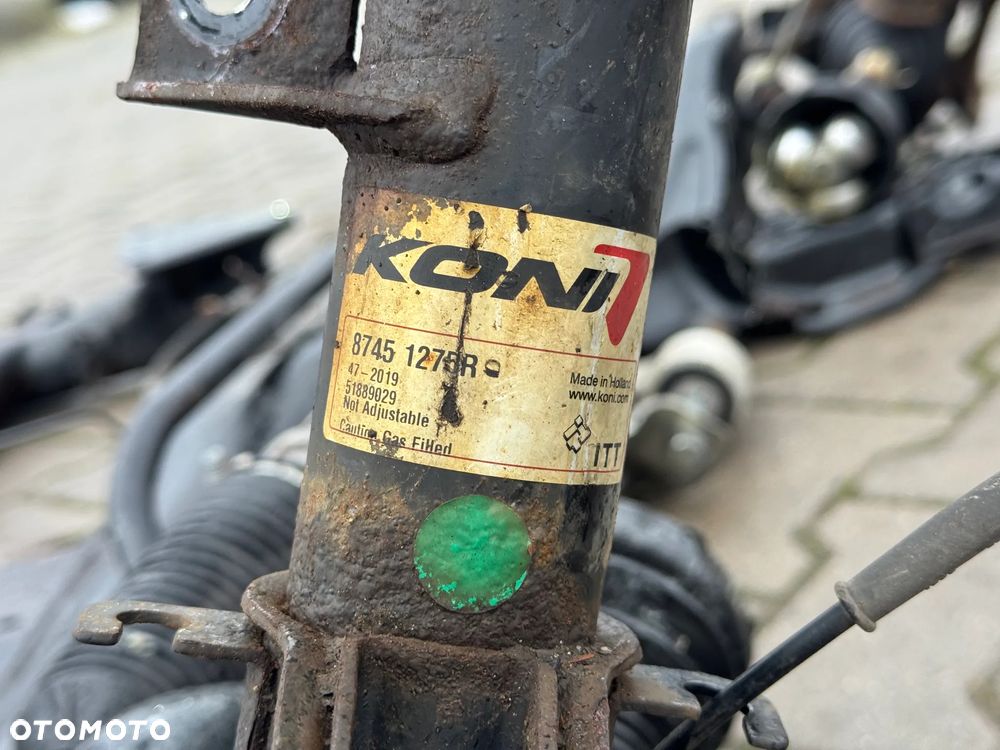 KONI
8745 1275R
47-2019
51889029
Not Adjustable
Caution Gas Filled
Made in Holland
www.koni.com
ITT
OTOMOTO